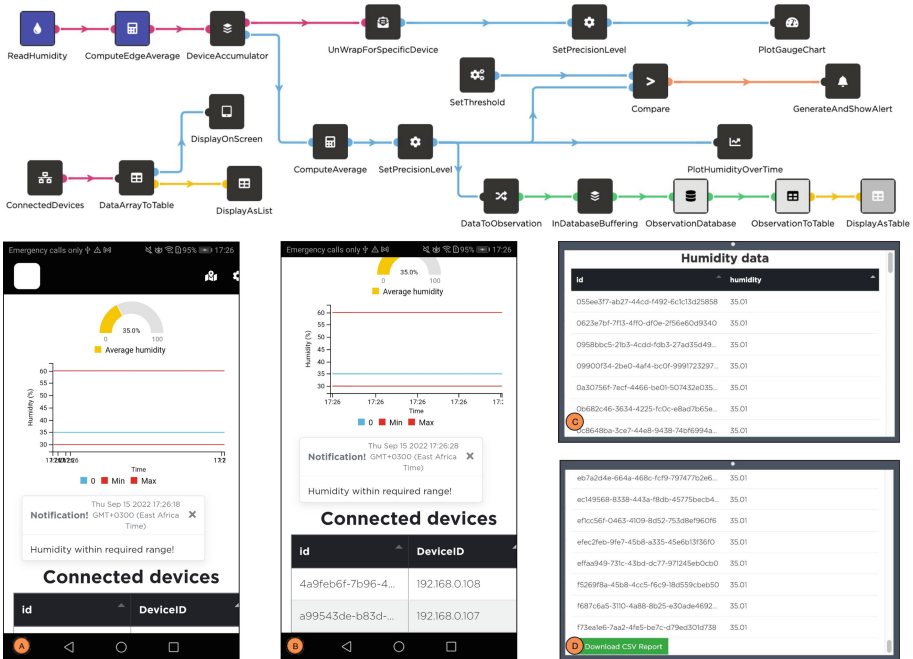 ReadHumidity
ComputeEdgeAverage
DeviceAccumulator
UnWrapForSpecificDevice
SetPrecisionLevel
PlotGaugeChart
SetThreshold
Compare
GenerateAndShowAlert
DisplayOnScreen
ComputeAverage
SetPrecisionLevel
PlotHumidityOverTime
ConnectedDevices
DataArrayToTable
DisplayAsList
DataToObservation
InDatabaseBuffering
ObservationDatabase
ObservationToTable
DisplayAsTable
Emergency calls only
95%
17:26
35.0%
0
100
Average humidity
Humidity (%)
60
55
50
45
40
35
30
Time
0 Min Max
Thu Sep 15 2022 17:26:18
Notification! GMT+0300 (East Africa
Time)
Humidity within required range!
Connected devices
id DeviceID
A
Emergency calls only
95%
17:26
35.0%
0 100
Average humidity
Humidity (%)
60
55
50
45
40
35
30
17:26 17:26 17:26 17:26
Time
0 Min Max
Thu Sep 15 2022 17:26:28
Notification! GMT+0300 (East Africa
Time)
Humidity within required range!
Connected devices
id DeviceID
4a9feb6f-7b96-4... 192.168.0.108
a99543de-b83d-... 192.168.0.107
B
Humidity data
id humidity
055ee3f7-ab27-44cd-f492-6c1c13d25858 35.01
0623e7bf-7f13-4ff0-df0e-2f56e60d9340 35.01
0958bbc5-21b3-4cdd-fdb3-27ad35d49... 35.01
09900f34-2be0-4af4-bc0f-9991723297... 35.01
0a30756f-7ecf-4466-be01-507432e035... 35.01
0b682c46-3634-4225-fc0c-e8ad7b65e... 35.01
0c8648ba-3ce7-44e8-9438-74bf6994a... 35.01
C
eb7a2d4e-664a-468c-fcf9-797477b2e6... 35.01
ec149568-8338-443a-f8db-45775becb4... 35.01
ef1cc56f-0463-4109-8d52-753d8ef960f6 35.01
efec2feb-9fe7-45b8-a335-45e6b13f36f0 35.01
effaa949-731c-43bd-dc77-971245eb0cb0 35.01
f5269f8a-45b8-4cc5-f6c9-18d559cbeb50 35.01
f687c6a5-3110-4a88-8b25-e30ade4692... 35.01
f73ea1e6-7aa2-4fe5-be7c-d79ed301d738 35.01
D
Download CSV Report